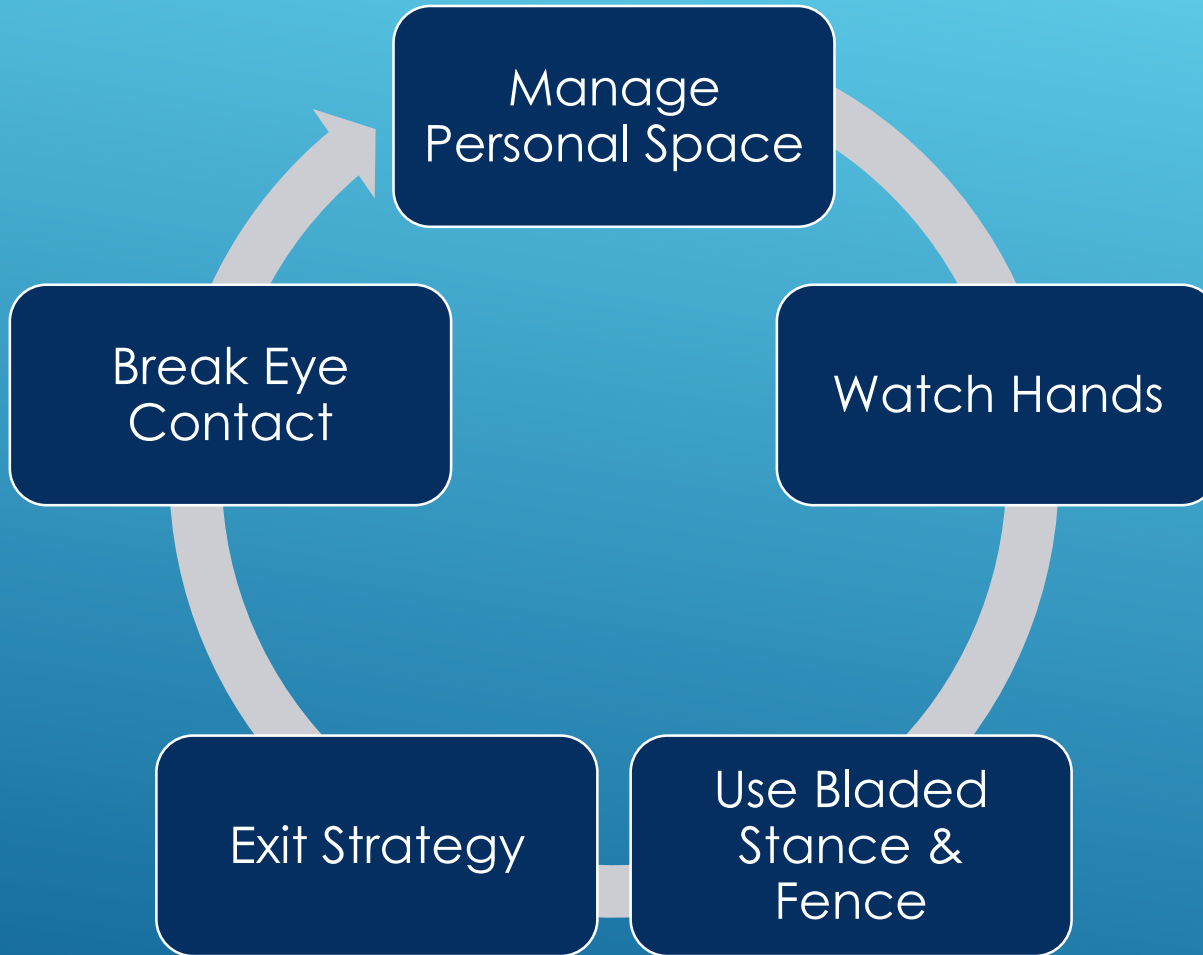 Manage
Personal Space
Watch Hands
Use Bladed
Stance &
Fence
Exit Strategy
Break Eye
Contact